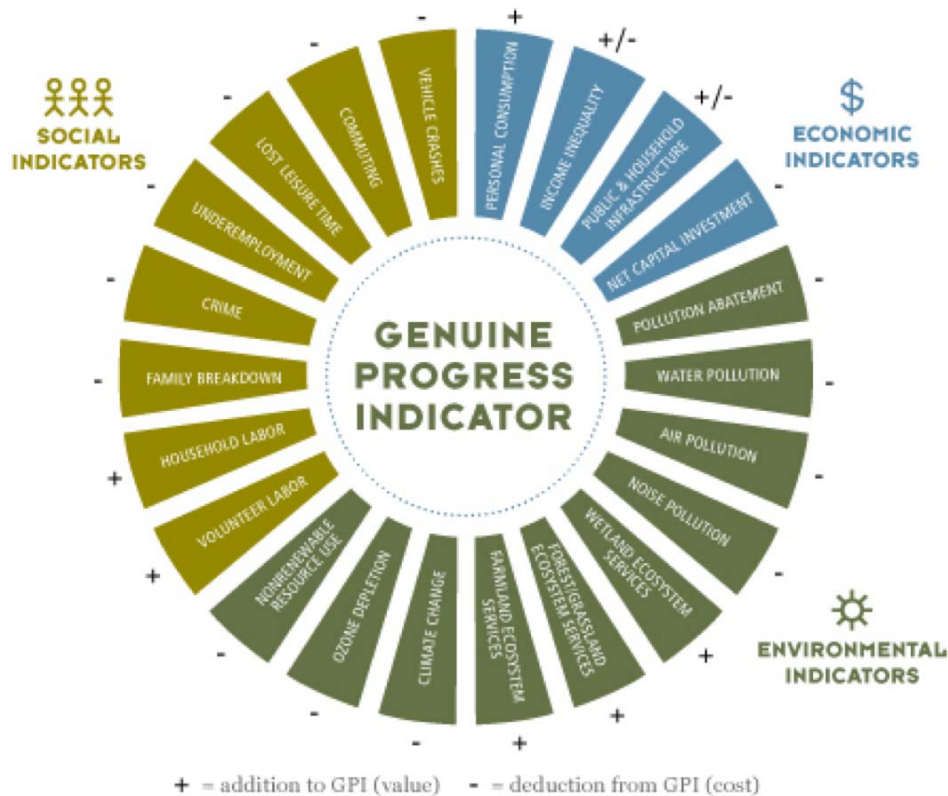 GENUINE
PROGRESS
INDICATOR
SOCIAL
INDICATORS
$
ECONOMIC
INDICATORS
ENVIRONMENTAL
INDICATORS
+
PERSONAL CONSUMPTION
+/-
INCOME INEQUALITY
+/-
PUBLIC & HOUSEHOLD
INFRASTRUCTURE
-
NET CAPITAL INVESTMENT
-
POLLUTION ABATEMENT
-
WATER POLLUTION
-
AIR POLLUTION
-
NOISE POLLUTION
+
WETLAND ECOSYSTEM
SERVICES
+
FOREST/GRASSLAND
ECOSYSTEM SERVICES
+
FARMLAND ECOSYSTEM
SERVICES
-
CLIMATE CHANGE
-
OZONE DEPLETION
-
NONRENEWABLE
RESOURCE USE
+
VOLUNTEER LABOR
+
HOUSEHOLD LABOR
-
FAMILY BREAKDOWN
-
CRIME
-
UNDEREMPLOYMENT
-
LOST LEISURE TIME
-
COMMUTING
-
VEHICLE CRASHES
+ = addition to GPI (value) - = deduction from GPI (cost)